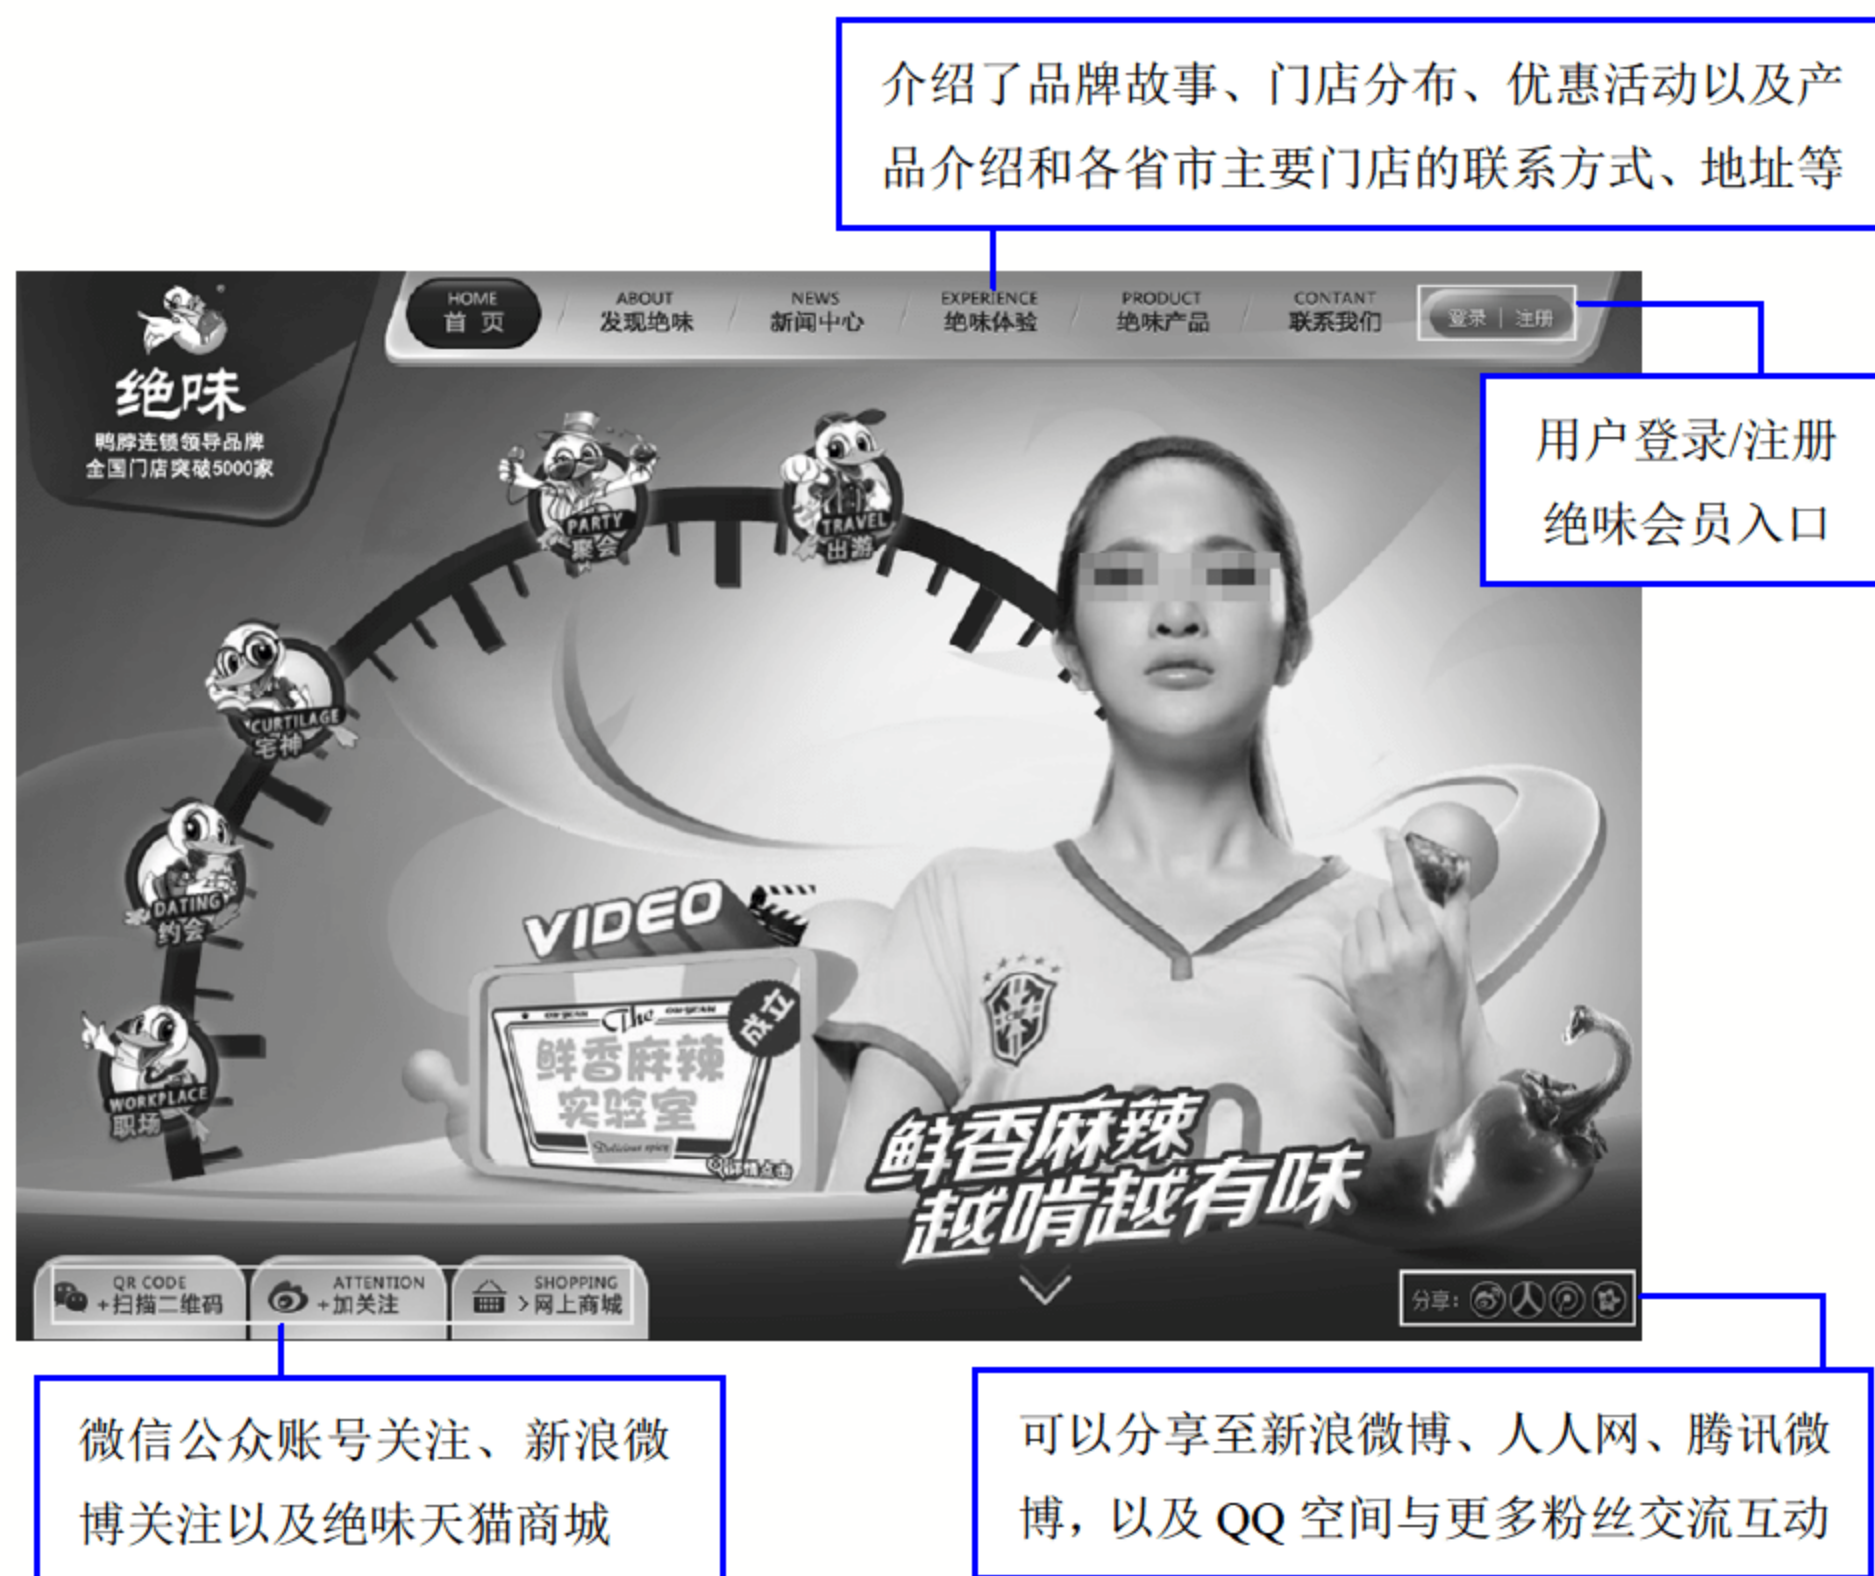 介绍了品牌故事、门店分布、优惠活动以及产
品介绍和各省市主要门店的联系方式、地址等
HOME
首 页
ABOUT
发现绝味
NEWS
新闻中心
EXPERIENCE
绝味体验
PRODUCT
绝味产品
CONTANT
联系我们
登录 | 注册
绝味
鸭脖连锁领导品牌
全国门店突破5000家
用户登录/注册
绝味会员入口
PARTY
聚会
TRAVEL
出游
CURTILAGE
宅神
DATING
约会
WORKPLACE
职场
VIDEO
成立
The
鲜香麻辣
实验室
Delicious spicy
详情点击
鲜香麻辣
越啃越有味
QR CODE
+扫描二维码
ATTENTION
+加关注
SHOPPING
>网上商城
分享:
微信公众账号关注、新浪微
博关注以及绝味天猫商城
可以分享至新浪微博、人人网、腾讯微
博，以及 QQ 空间与更多粉丝交流互动